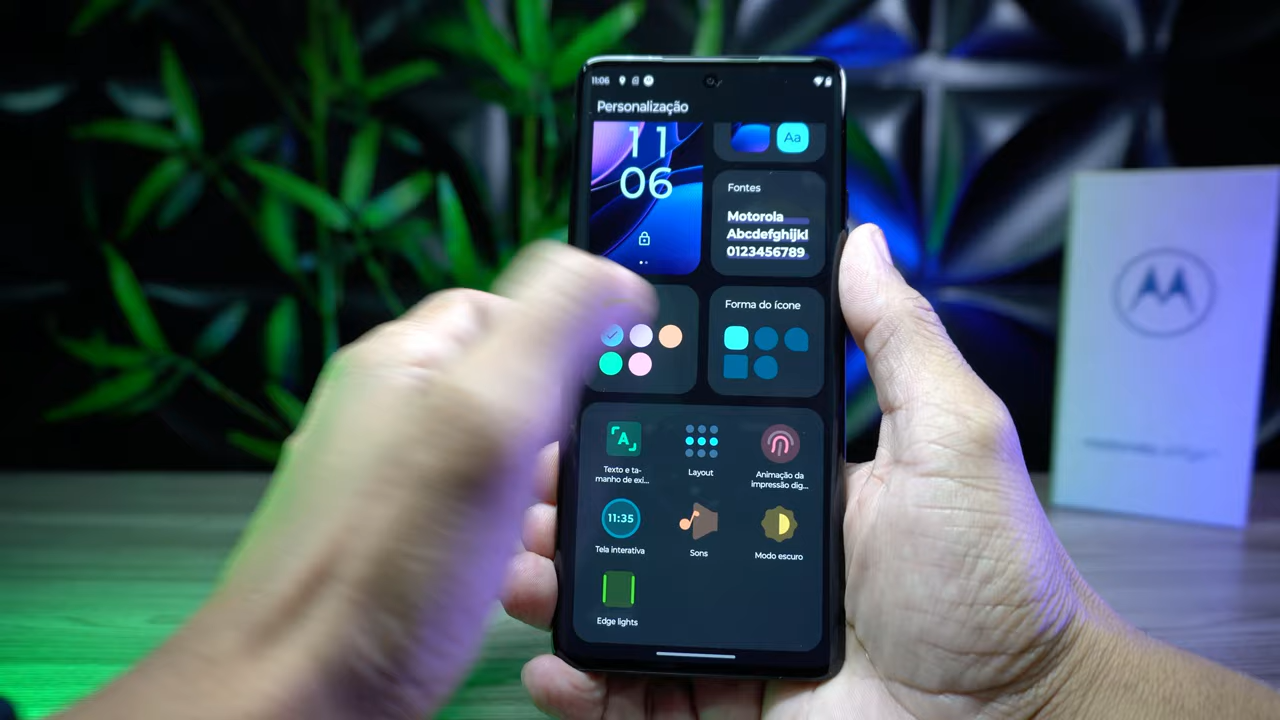 11:06
Personalização
11
06
Aa
Fontes
Motorola
Abcdefghijkl
0123456789
Forma do ícone
Texto e ta-
manho de exi...
Layout
Animação da
impressão dig...
11:35
Tela interativa
Sons
Modo escuro
Edge lights
A